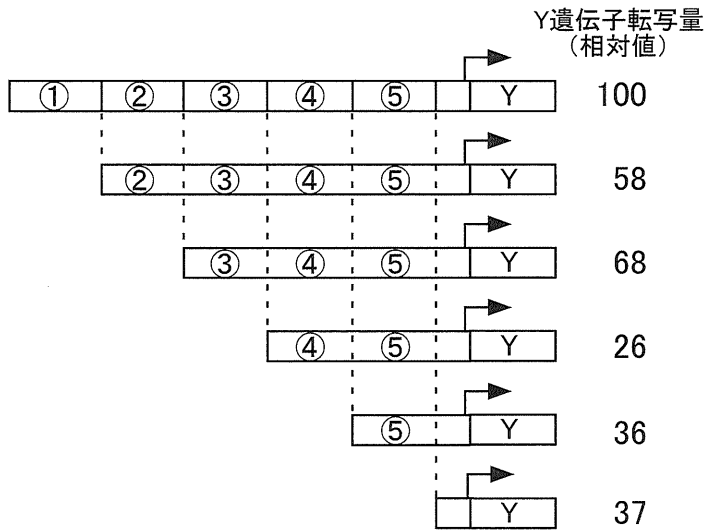 Y遺伝子転写量
(相対値)
① ② ③ ④ ⑤ Y 100
② ③ ④ ⑤ Y 58
③ ④ ⑤ Y 68
④ ⑤ Y 26
⑤ Y 36
Y 37